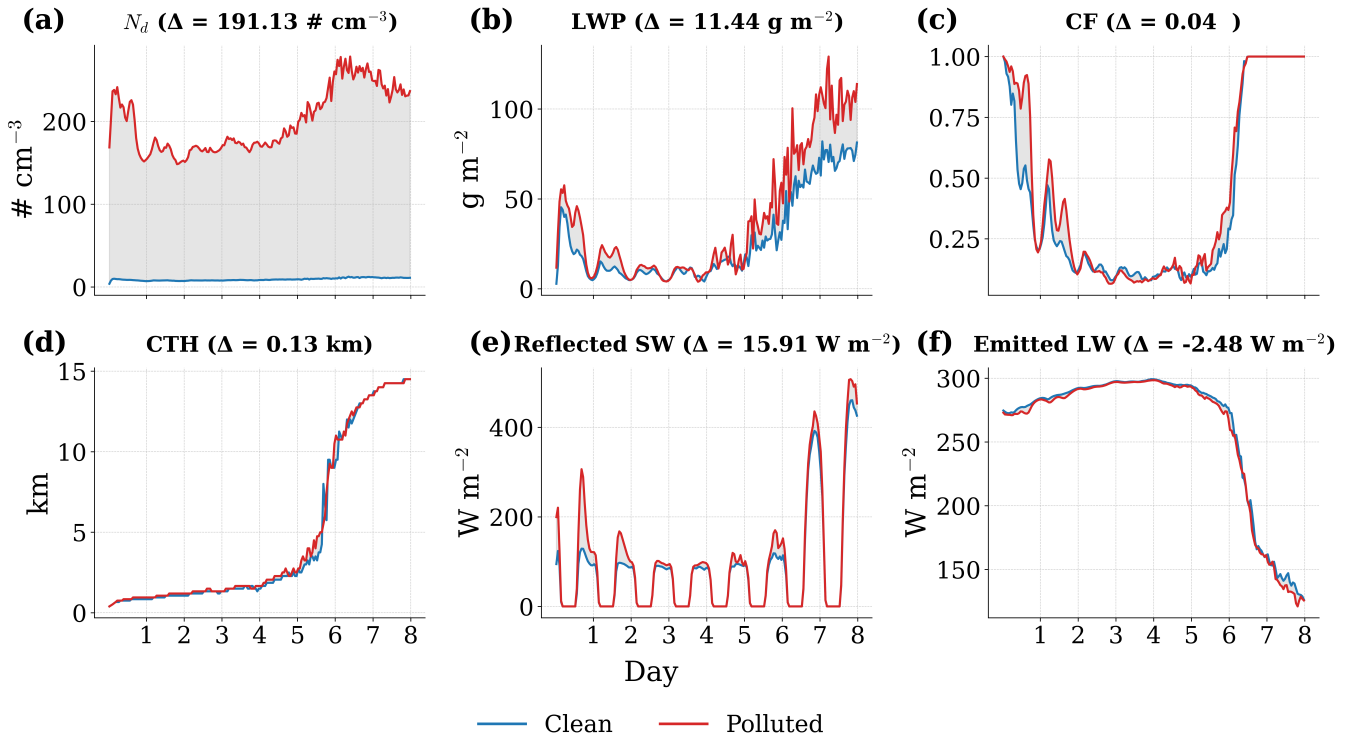 (a) N_d (Δ = 191.13 # cm⁻³)
(b) LWP (Δ = 11.44 g m⁻²)
(c) CF (Δ = 0.04 )
# cm⁻³
200
100
0
g m⁻²
100
50
0
1.00
0.75
0.50
0.25
(d) CTH (Δ = 0.13 km)
(e) Reflected SW (Δ = 15.91 W m⁻²)
(f) Emitted LW (Δ = -2.48 W m⁻²)
km
15
10
5
0
1 2 3 4 5 6 7 8
W m⁻²
400
200
0
1 2 3 4 5 6 7 8
W m⁻²
300
250
200
150
1 2 3 4 5 6 7 8
Day
Clean Polluted